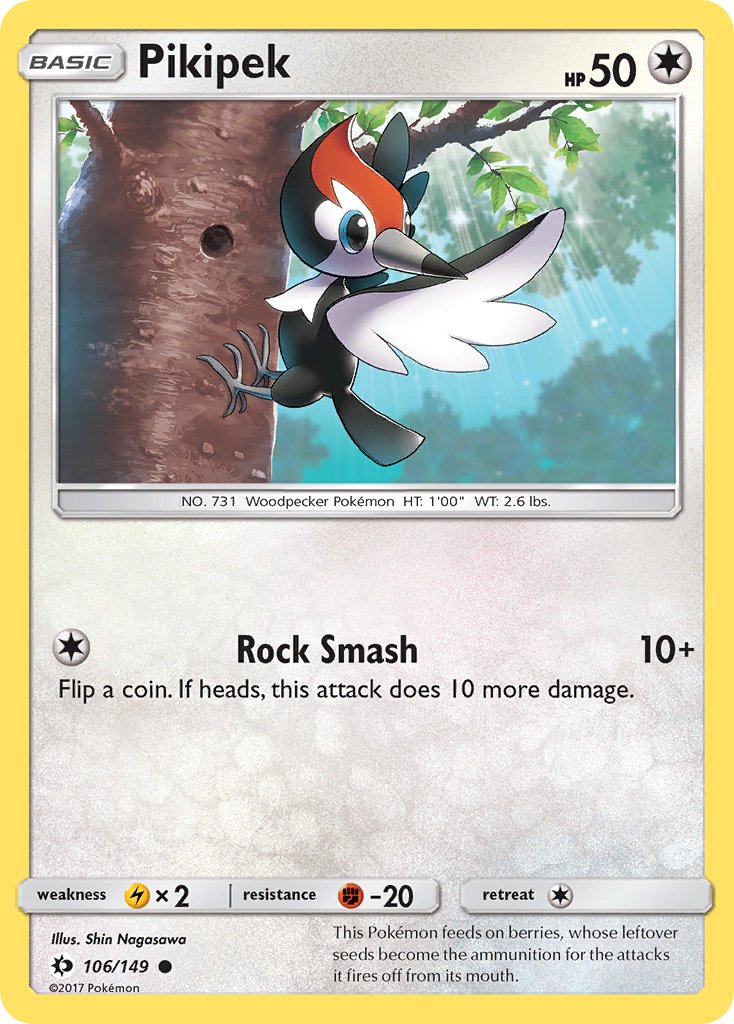 BASIC Pikipek HP 50
NO. 731 Woodpecker Pokémon HT: 1'00" WT: 2.6 lbs.
Rock Smash 10+
Flip a coin. If heads, this attack does 10 more damage.
weakness × 2 resistance -20 retreat
Illus. Shin Nagasawa
106/149
©2017 Pokémon
This Pokémon feeds on berries, whose leftover
seeds become the ammunition for the attacks
it fires off from its mouth.